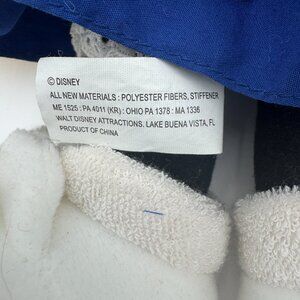 © DISNEY
ALL NEW MATERIALS : POLYESTER FIBERS, STIFFENER
ME 1525 : PA 4011 (KR) : OHIO PA 1378 : MA 1336
WALT DISNEY ATTRACTIONS. LAKE BUENA VISTA, FL
PRODUCT OF CHINA